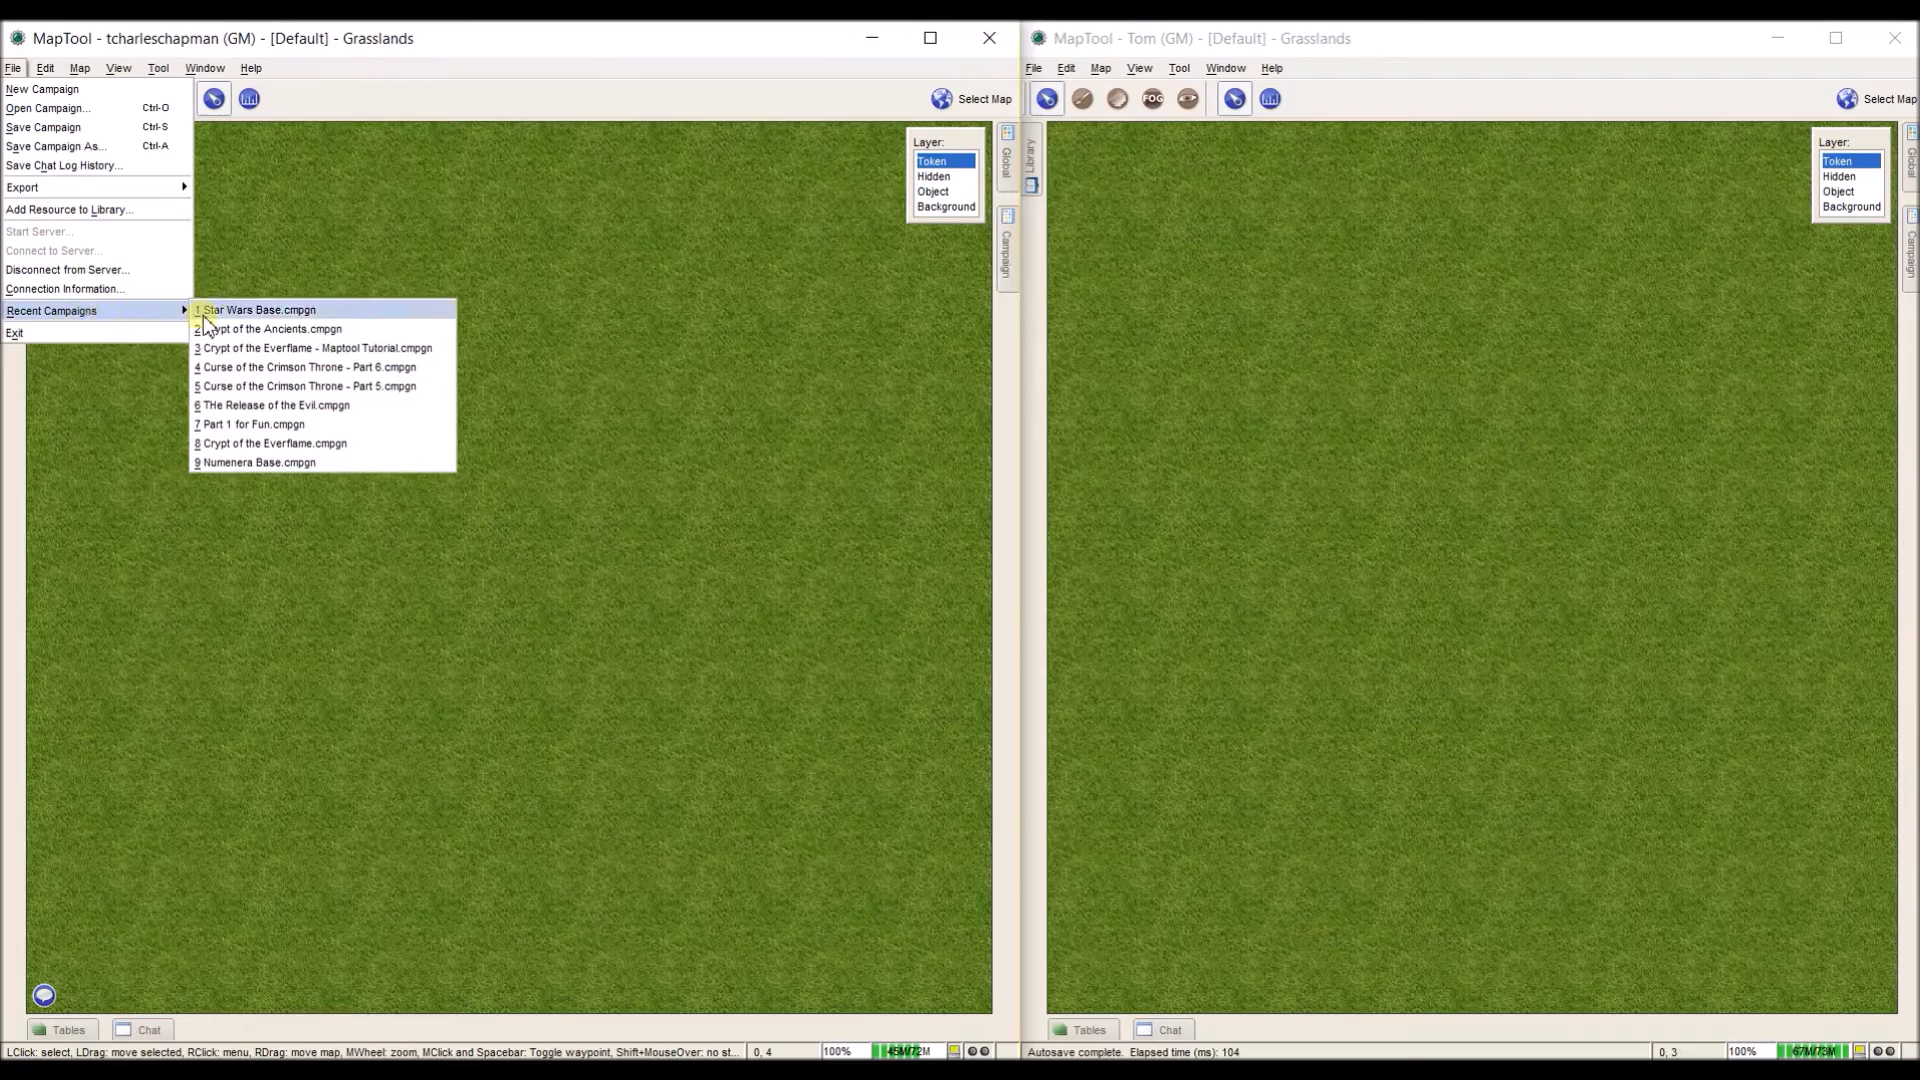 MapTool - tcharleschapman (GM) - [Default] - Grasslands
File Edit Map View Tool Window Help
New Campaign
Open Campaign... Ctrl-O
Save Campaign Ctrl-S
Save Campaign As... Ctrl-A
Save Chat Log History...
Export
Add Resource to Library...
Start Server...
Connect to Server...
Disconnect from Server...
Connection Information...
Recent Campaigns
Exit
1 Star Wars Base.cmpgn
of the Ancients.cmpgn
3 Crypt of the Everflame - Maptool Tutorial.cmpgn
4 Curse of the Crimson Throne - Part 6.cmpgn
5 Curse of the Crimson Throne - Part 5.cmpgn
6 THe Release of the Evil.cmpgn
7 Part 1 for Fun.cmpgn
8 Crypt of the Everflame.cmpgn
9 Numenera Base.cmpgn
Select Map
Layer:
Token
Hidden
Object
Background
Global
Campaign
Tables Chat
LClick: select, LDrag: move selected, RClick: menu, RDrag: move map, MWheel: zoom, MClick and Spacebar: Toggle waypoint, Shift+MouseOver: no st... 0, 4 100% 45M/72M
MapTool - Tom (GM) - [Default] - Grasslands
File Edit Map View Tool Window Help
FOG
Select Map
Library
Layer:
Token
Hidden
Object
Background
Global
Campaign
Tables Chat
Autosave complete. Elapsed time (ms): 104 0, 3 100% 67M/73M